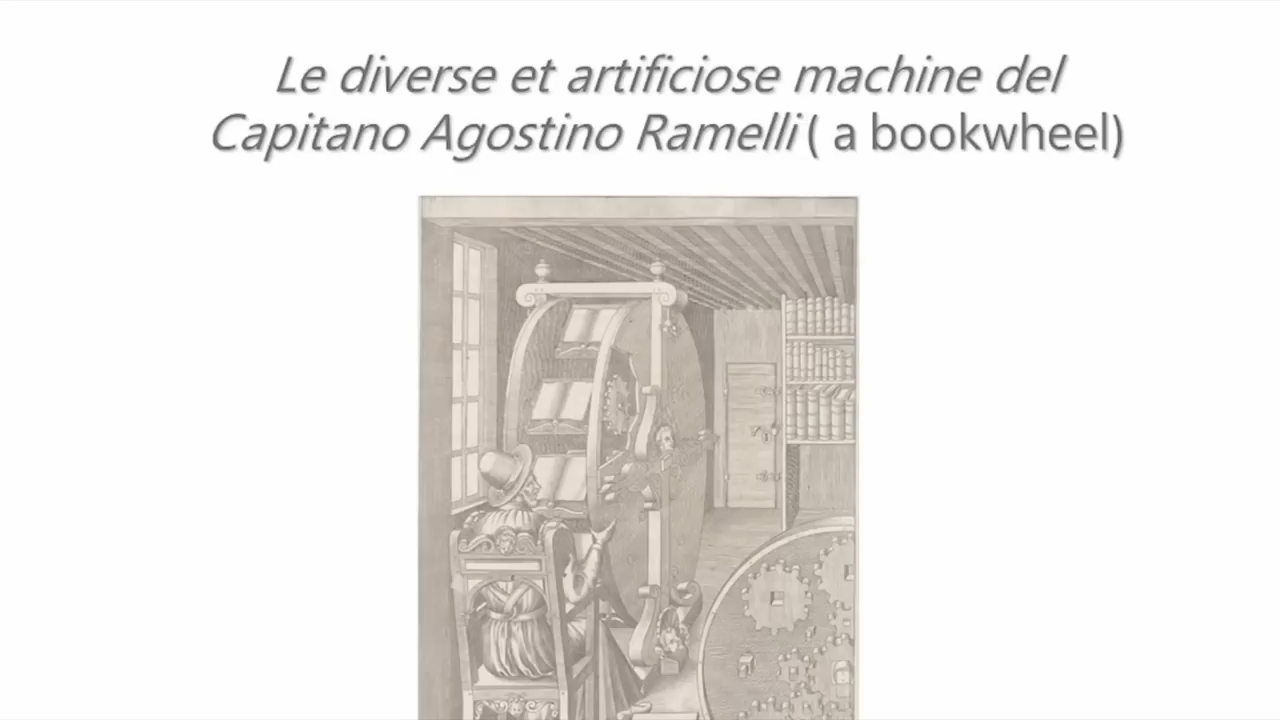 Le diverse et artificiose machine del
Capitano Agostino Ramelli ( a bookwheel)